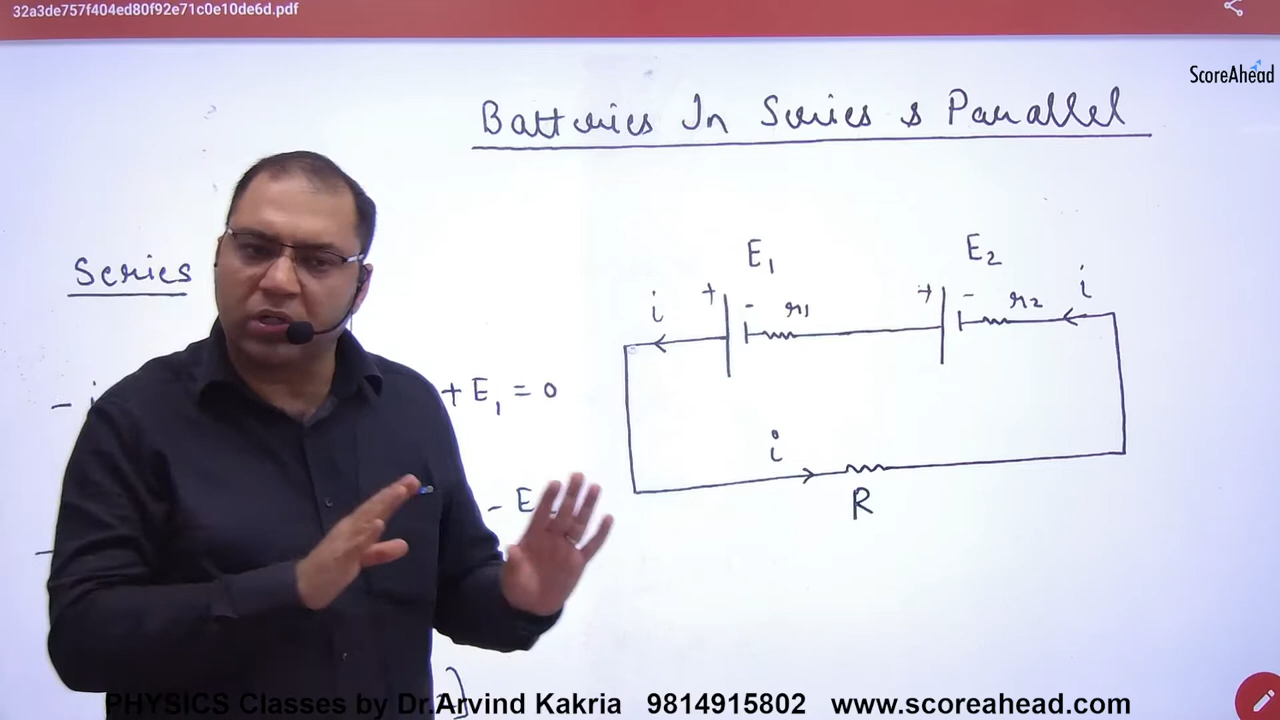 32a3de757f404ed80f92e71c0e10de6d.pdf
ScoreAhead
Batteries In Series & Parallel
Series
E₁ E₂
i + - r₁ + - r₂ i
- i + E₁ = 0
i
- E
R
PHYSICS Classes by Dr.Arvind Kakria 9814915802 www.scoreahead.com